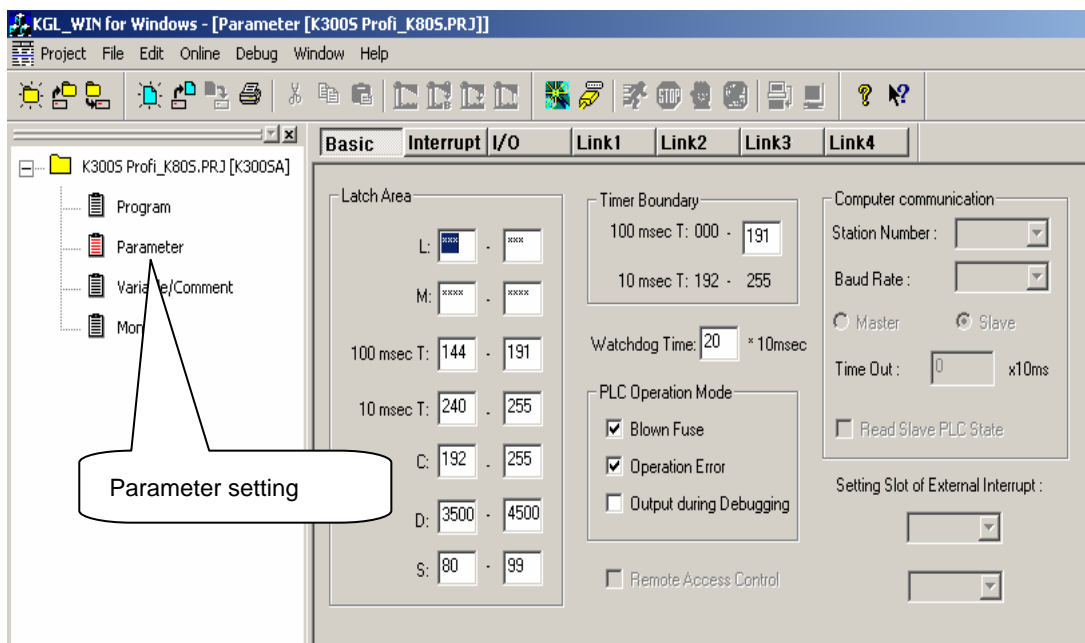 KGL_WIN for Windows - [Parameter [K300S Profi_K80S.PRJ]]
Project File Edit Online Debug Window Help
STOP
Basic Interrupt I/O Link1 Link2 Link3 Link4
K300S Profi_K80S.PRJ [K300SA]
Program
Parameter
Variable/Comment
Mon
Parameter setting
Latch Area
L: *** - ***
M: **** - ****
100 msec T: 144 - 191
10 msec T: 240 - 255
C: 192 - 255
D: 3500 - 4500
S: 80 - 99
Timer Boundary
100 msec T: 000 - 191
10 msec T: 192 - 255
Watchdog Time: 20 * 10msec
PLC Operation Mode
Blown Fuse
Operation Error
Output during Debugging
Remote Access Control
Computer communication
Station Number :
Baud Rate :
Master Slave
Time Out : 0 x10ms
Read Slave PLC State
Setting Slot of External Interrupt :